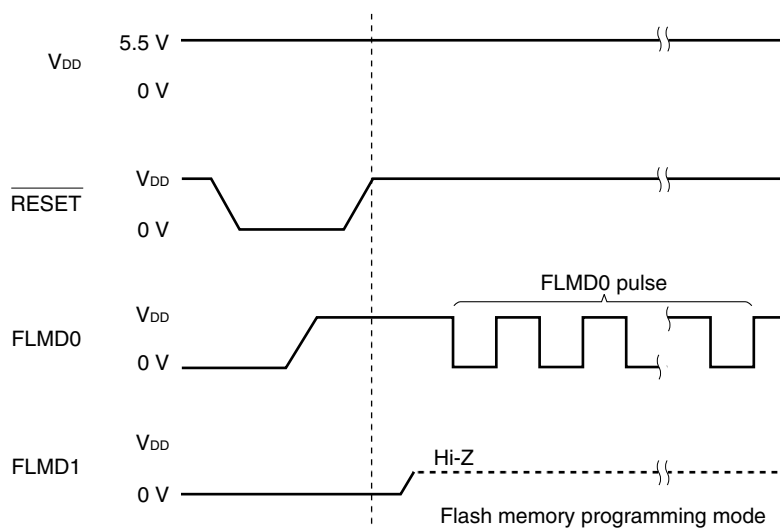 VDD
5.5 V
0 V
RESET
VDD
0 V
FLMD0 pulse
FLMD0
VDD
0 V
FLMD1
VDD
0 V
Hi-Z
Flash memory programming mode